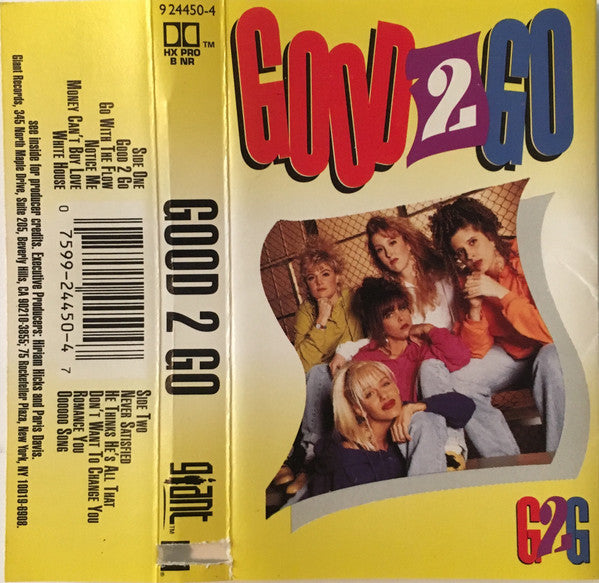 9 24450-4
HX PRO
B NR
TM
SIDE ONE
GOOD 2 GO
GO WITH THE FLOW
NOTICE ME
MONEY CAN'T BUY LOVE
WHITE HOUSE
0 7599-24450-4 7
SIDE TWO
NEVER SATISFIED
HE THINKS HE'S ALL THAT
DON'T WANT TO CHANGE YOU
ROMANCE YOU
OOOOOO SONG
see inside for producer credits. Executive Producers: Hiriam Hicks and Paris Davis.
Giant Records, 345 North Maple Drive, Suite 205, Beverly Hills, CA 90210-3855; 75 Rockefeller Plaza, New York, NY 10019-6908.
GOOD 2 GO
giant
TM
GOOD 2 GO
G2G